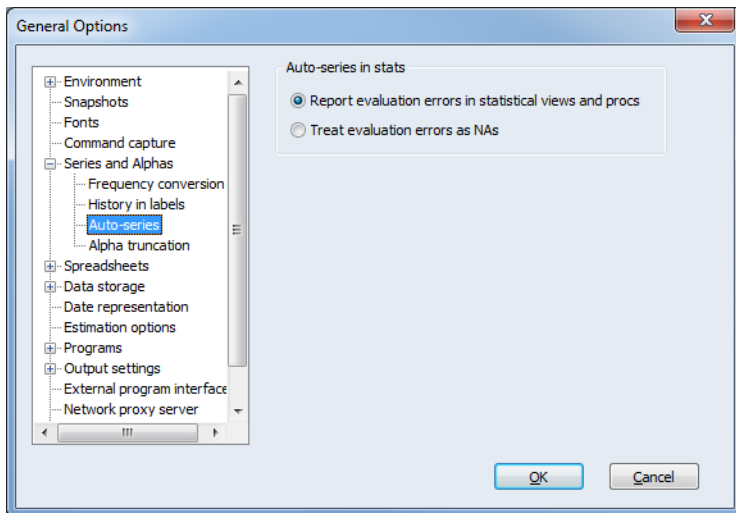 General Options
Environment
Snapshots
Fonts
Command capture
Series and Alphas
Frequency conversion
History in labels
Auto-series
Alpha truncation
Spreadsheets
Data storage
Date representation
Estimation options
Programs
Output settings
External program interface
Network proxy server
Auto-series in stats
Report evaluation errors in statistical views and procs
Treat evaluation errors as NAs
OK
Cancel